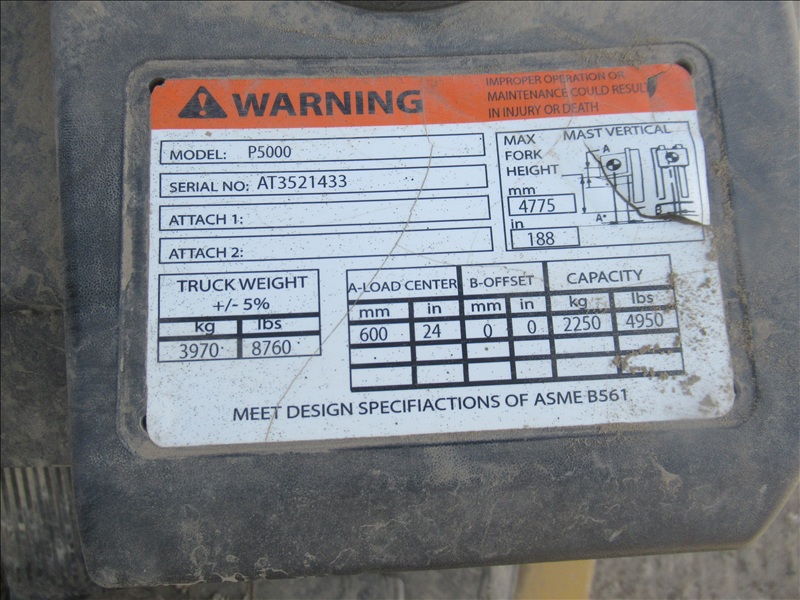 WARNING
IMPROPER OPERATION OR
MAINTENANCE COULD RESULT
IN INJURY OR DEATH
MODEL: P5000
SERIAL NO: AT3521433
ATTACH 1:
ATTACH 2:
MAX
FORK
HEIGHT
mm
4775
in
188
MAST VERTICAL
A
A*
B
TRUCK WEIGHT
+/- 5%
kg lbs
3970 8760
A-LOAD CENTER B-OFFSET CAPACITY
mm in mm in kg lbs
600 24 0 0 2250 4950
MEET DESIGN SPECIFIACTIONS OF ASME B561